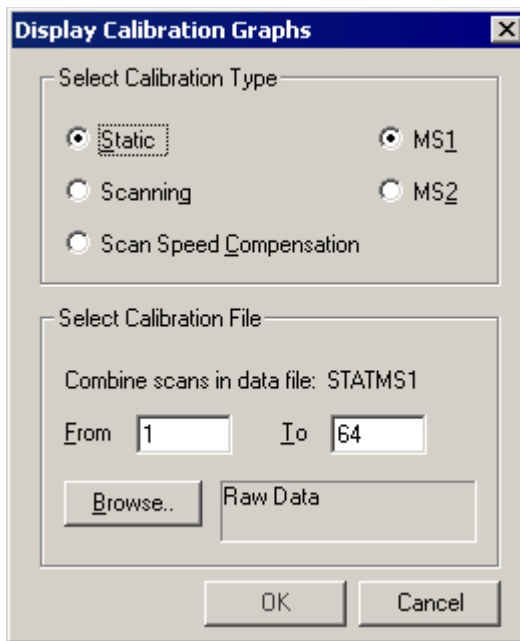 Display Calibration Graphs
Select Calibration Type
Static
MS1
Scanning
MS2
Scan Speed Compensation
Select Calibration File
Combine scans in data file: STATMS1
From 1 To 64
Browse.. Raw Data
OK Cancel